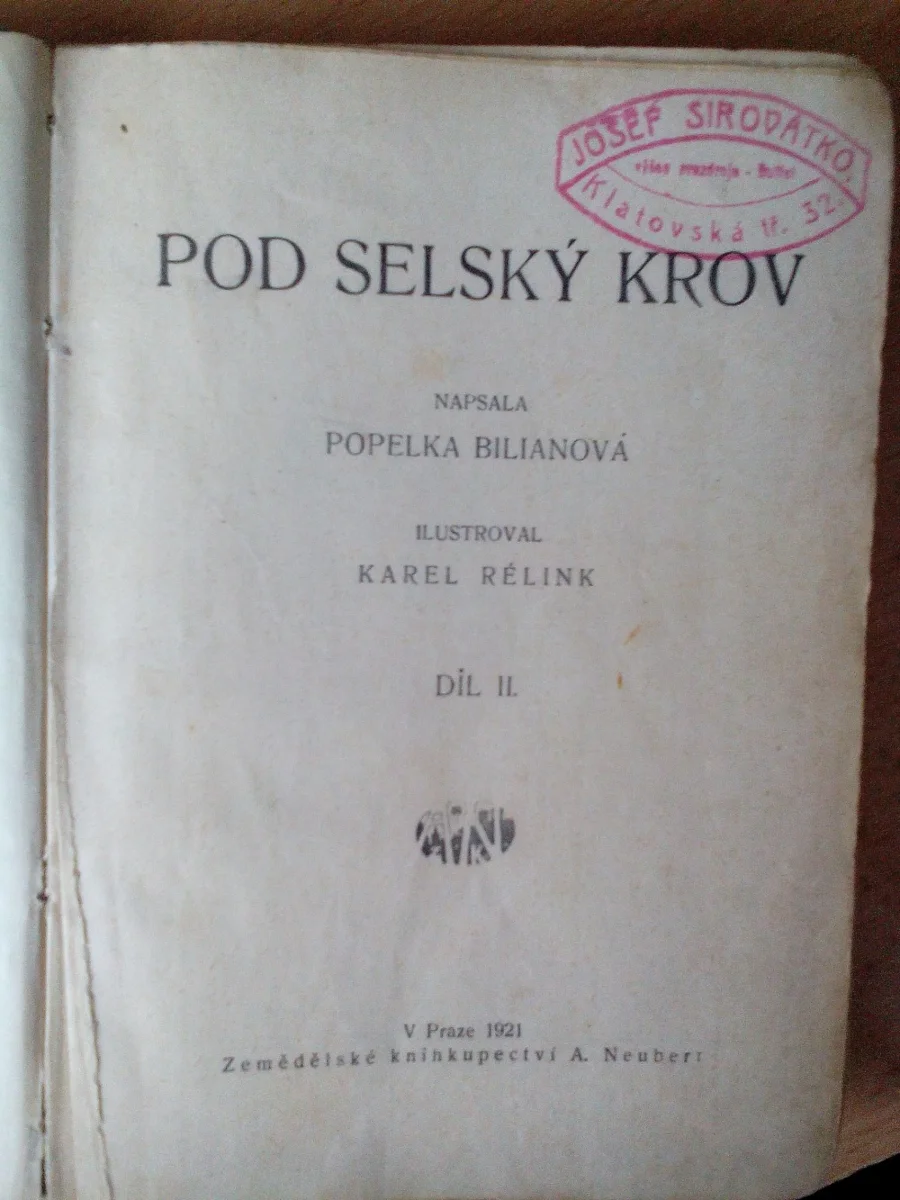 JOSEF SIRODÁTKO,
Klatovská tř. 32.
POD SELSKÝ KROV
NAPSALA
POPELKA BILIANOVÁ
ILUSTROVAL
KAREL RÉLINK
DÍL II.
V Praze 1921
Zemědělské knihkupectví A. Neubert